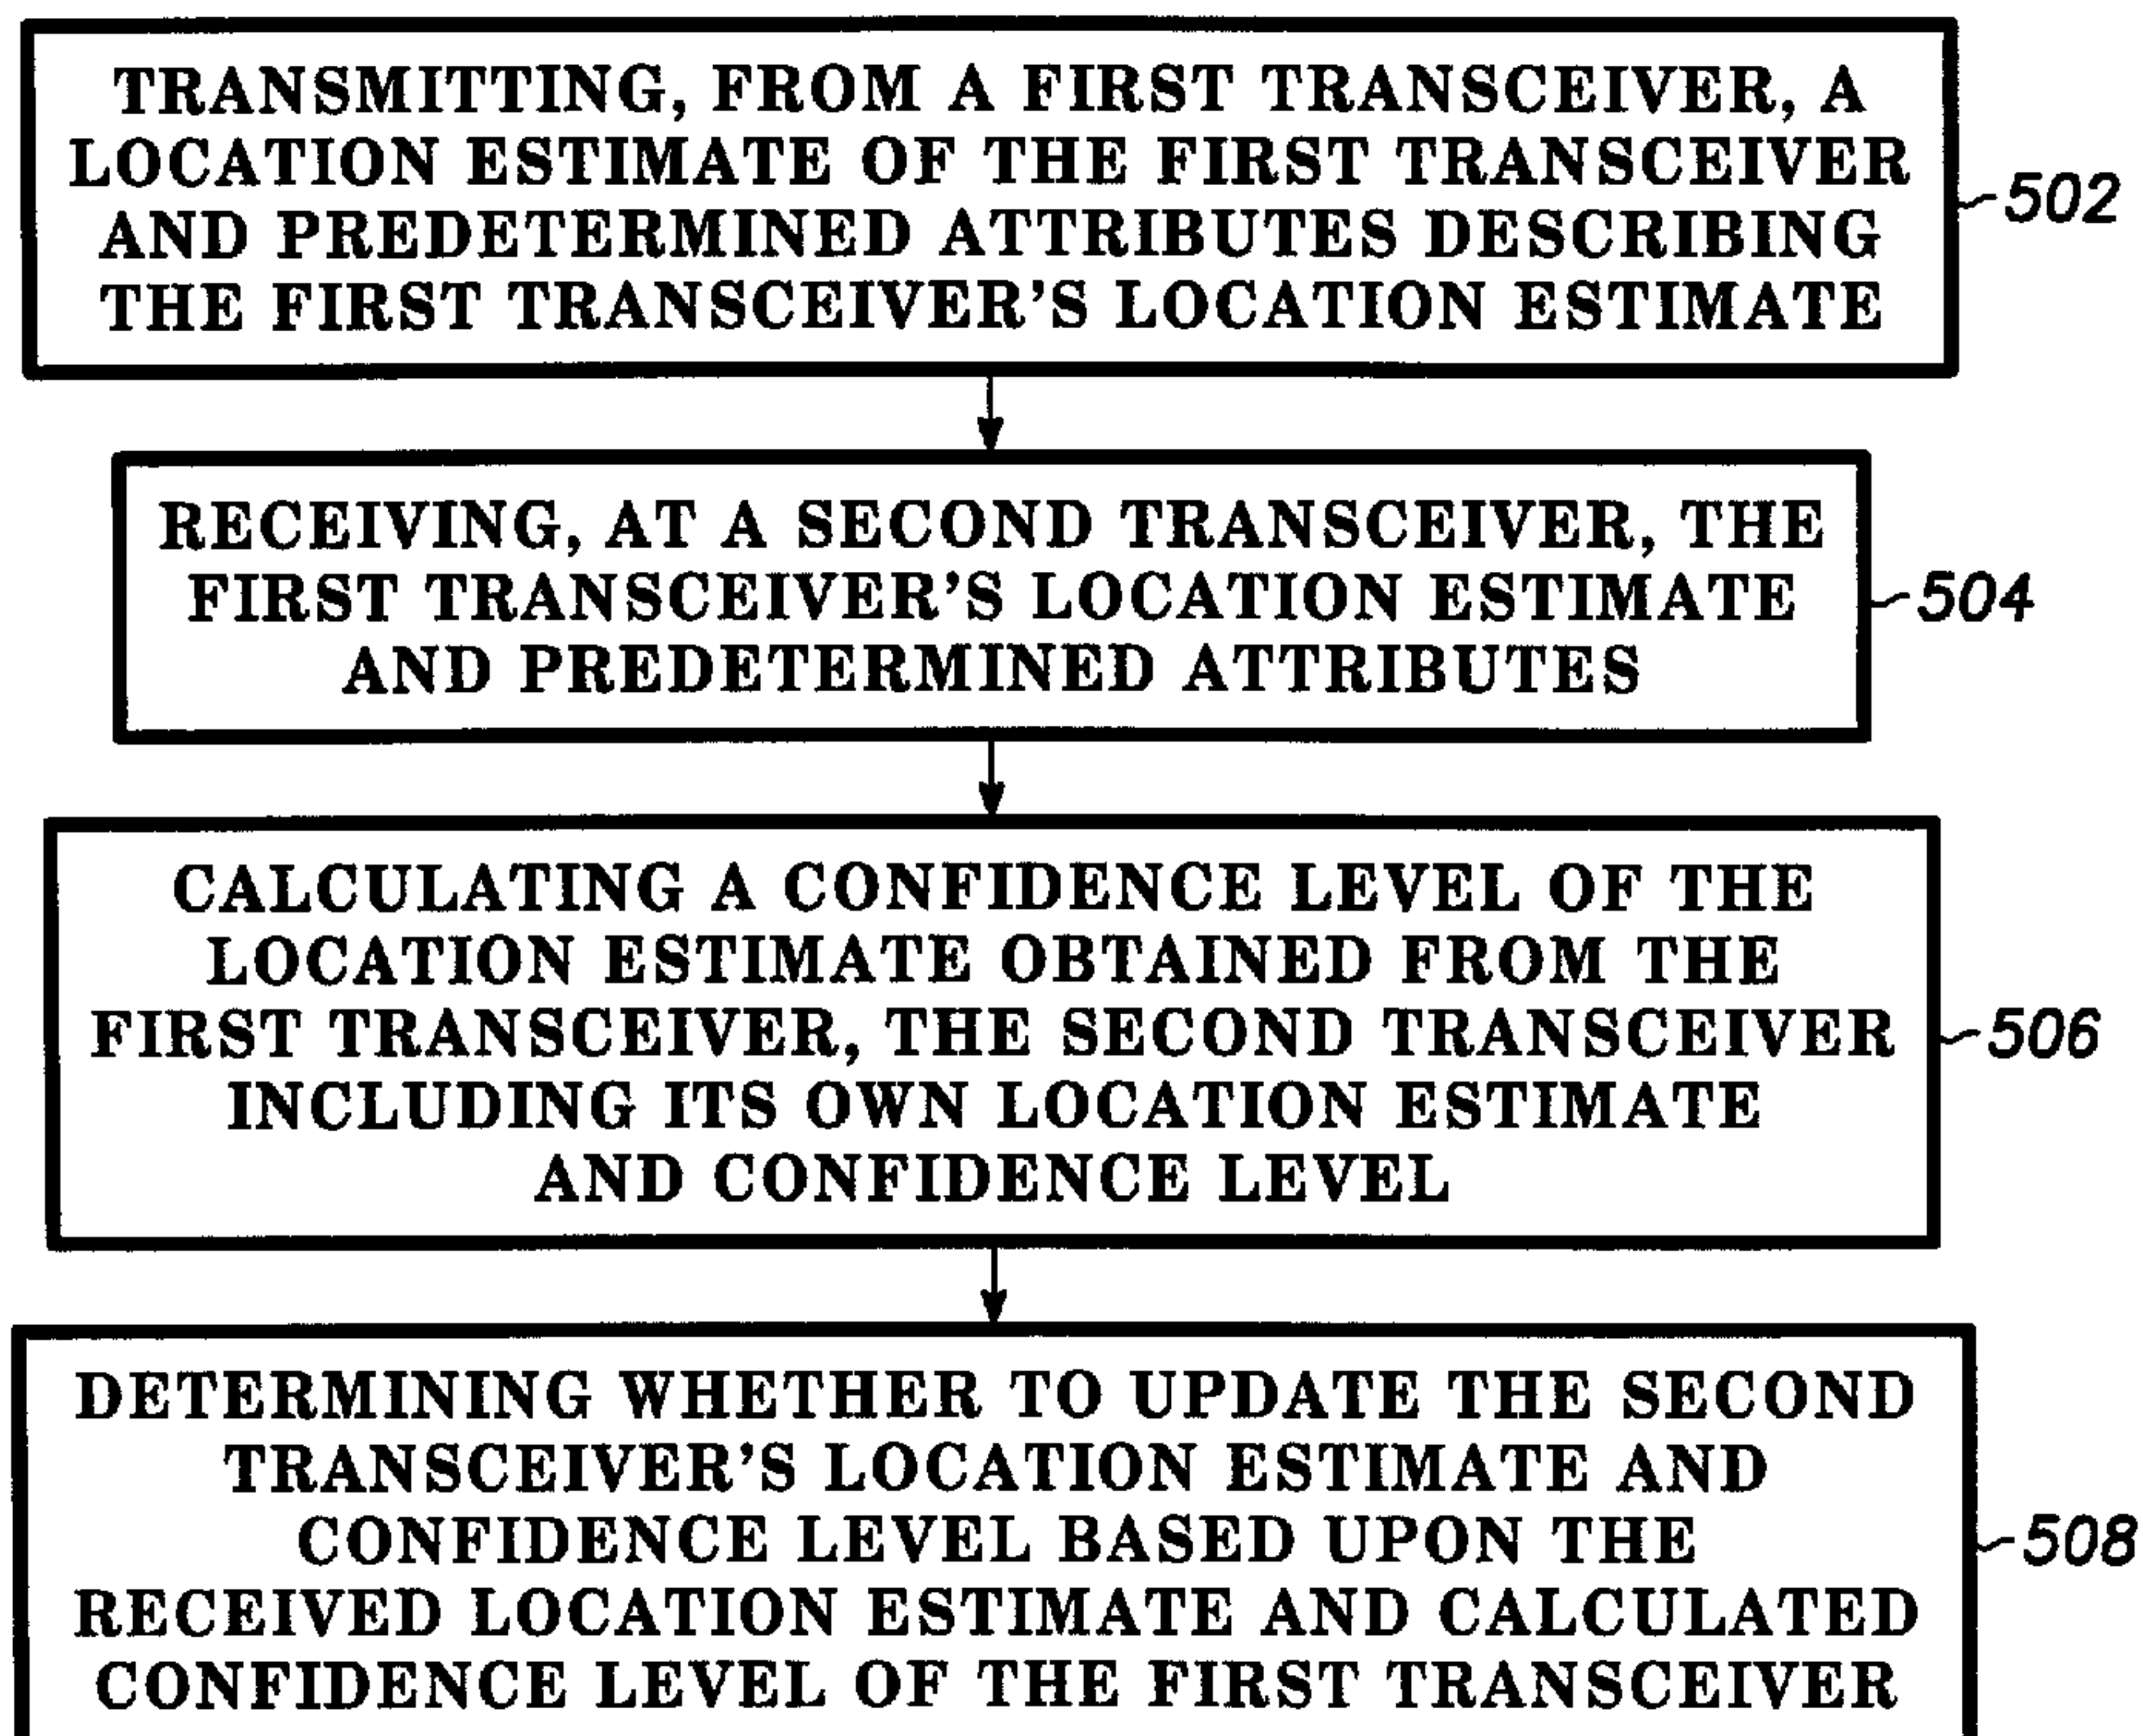 TRANSMITTING, FROM A FIRST TRANSCEIVER, A
LOCATION ESTIMATE OF THE FIRST TRANSCEIVER
AND PREDETERMINED ATTRIBUTES DESCRIBING
THE FIRST TRANSCEIVER'S LOCATION ESTIMATE
502
RECEIVING, AT A SECOND TRANSCEIVER, THE
FIRST TRANSCEIVER'S LOCATION ESTIMATE
AND PREDETERMINED ATTRIBUTES
504
CALCULATING A CONFIDENCE LEVEL OF THE
LOCATION ESTIMATE OBTAINED FROM THE
FIRST TRANSCEIVER, THE SECOND TRANSCEIVER
INCLUDING ITS OWN LOCATION ESTIMATE
AND CONFIDENCE LEVEL
506
DETERMINING WHETHER TO UPDATE THE SECOND
TRANSCEIVER'S LOCATION ESTIMATE AND
CONFIDENCE LEVEL BASED UPON THE
RECEIVED LOCATION ESTIMATE AND CALCULATED
CONFIDENCE LEVEL OF THE FIRST TRANSCEIVER
508